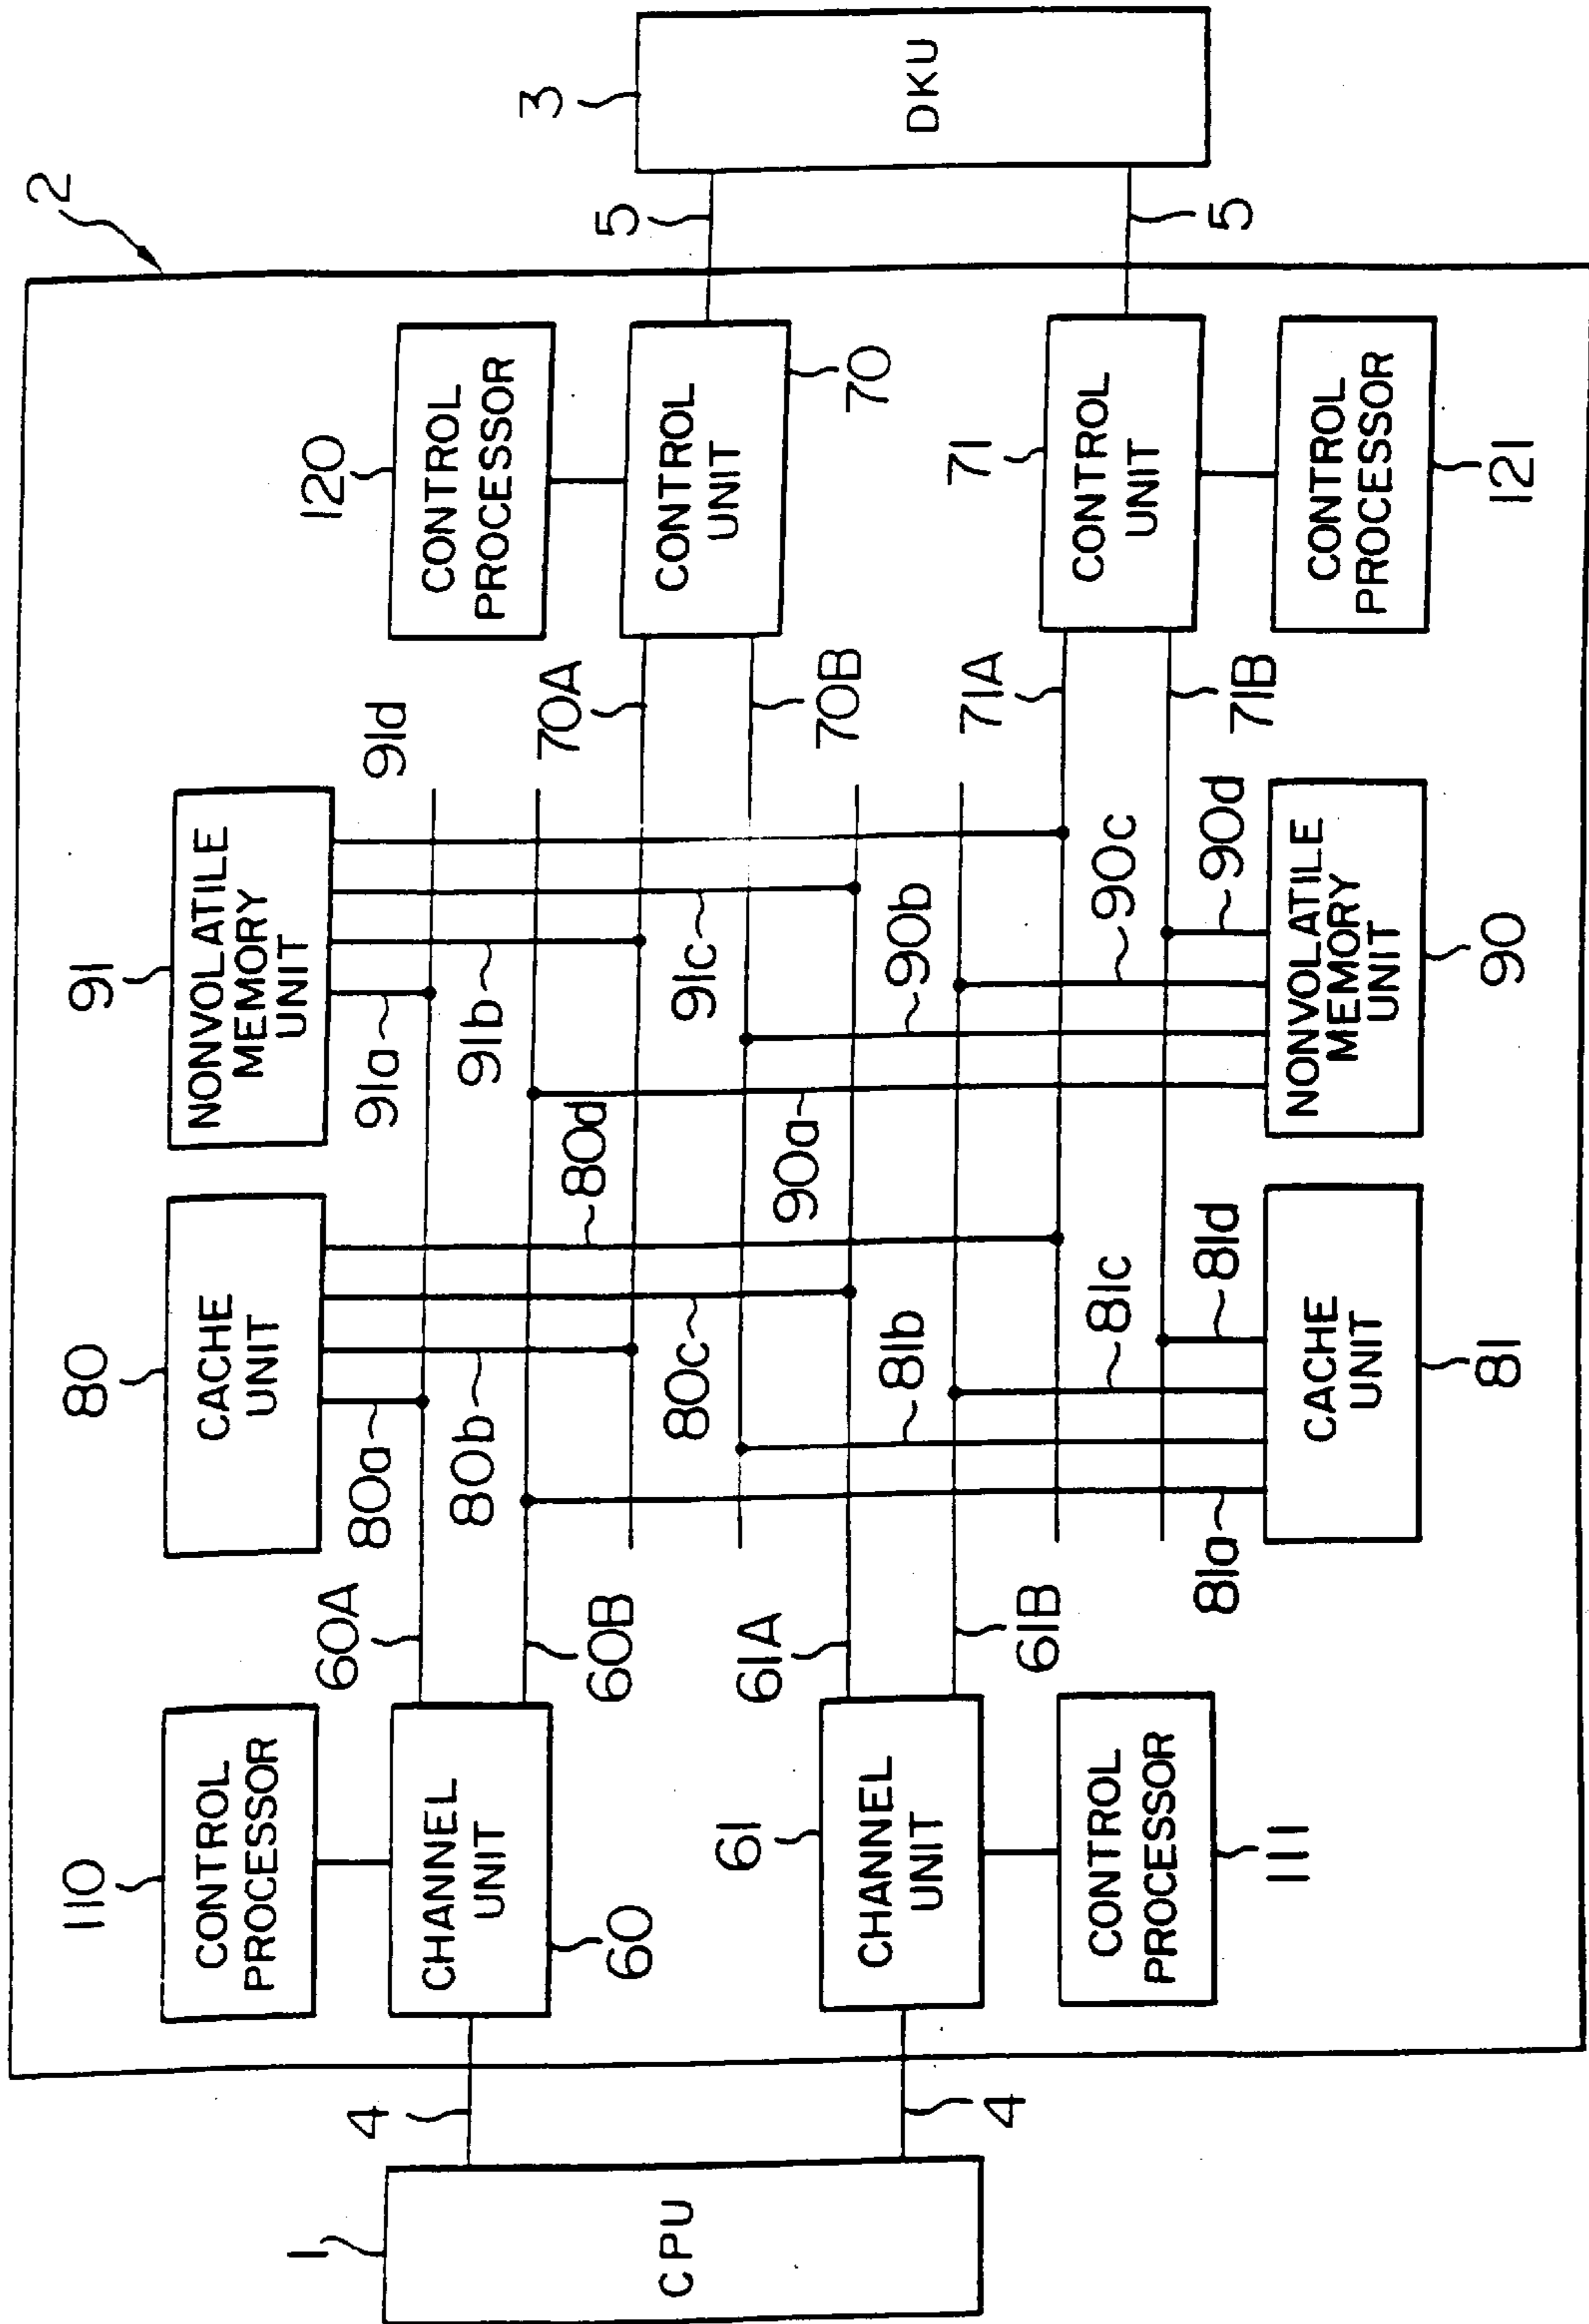 2
3
DKU
5
5
120
CONTROL
PROCESSOR
CONTROL
UNIT
70
71
CONTROL
UNIT
CONTROL
PROCESSOR
121
70A
70B
71A
71B
91
NONVOLATILE
MEMORY
UNIT
91a
91b
91c
91d
90a
90b
90c
90d
NONVOLATILE
MEMORY
UNIT
90
80
CACHE
UNIT
80a
80b
80c
80d
81a
81b
81c
81d
CACHE
UNIT
81
60A
60B
61A
61B
110
CONTROL
PROCESSOR
CHANNEL
UNIT
60
61
CHANNEL
UNIT
CONTROL
PROCESSOR
111
4
4
1
CPU